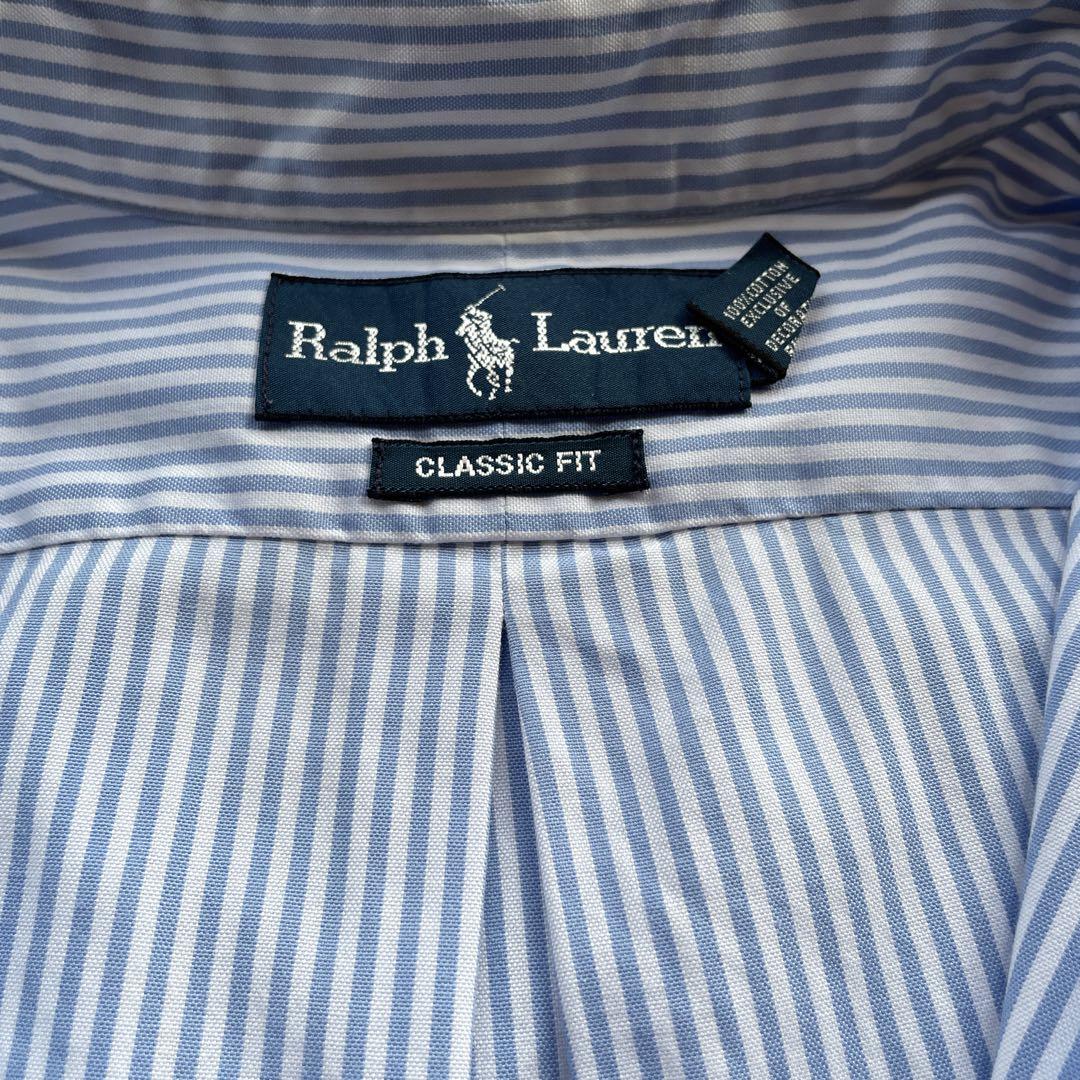 Ralph Lauren
100% COTTON
EXCLUSIVE
OF
CLASSIC FIT